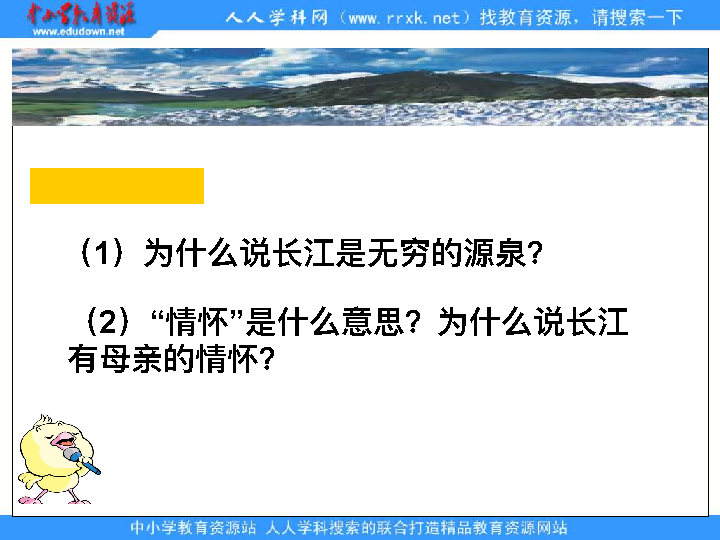 中小学教育资源
www.edudown.net
人人学科网（www.rrxk.net）找教育资源，请搜索一下
（1）为什么说长江是无穷的源泉？
（2）“情怀”是什么意思？为什么说长江
有母亲的情怀？
中小学教育资源站 人人学科搜索的联合打造精品教育资源网站